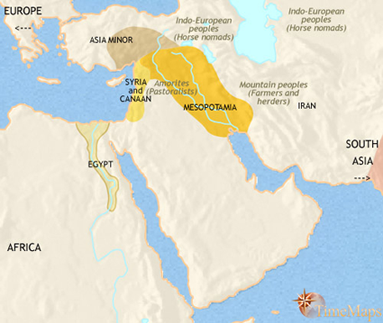 EUROPE
<---
Indo-European
peoples
(Horse nomads)
Indo-European
peoples
(Horse nomads)
ASIA MINOR
SYRIA
and
CANAAN
Amorites
(Pastoralists)
Mountain peoples
(Farmers and
herders)
MESOPOTAMIA
IRAN
SOUTH
ASIA
--->
EGYPT
AFRICA
TimeMaps